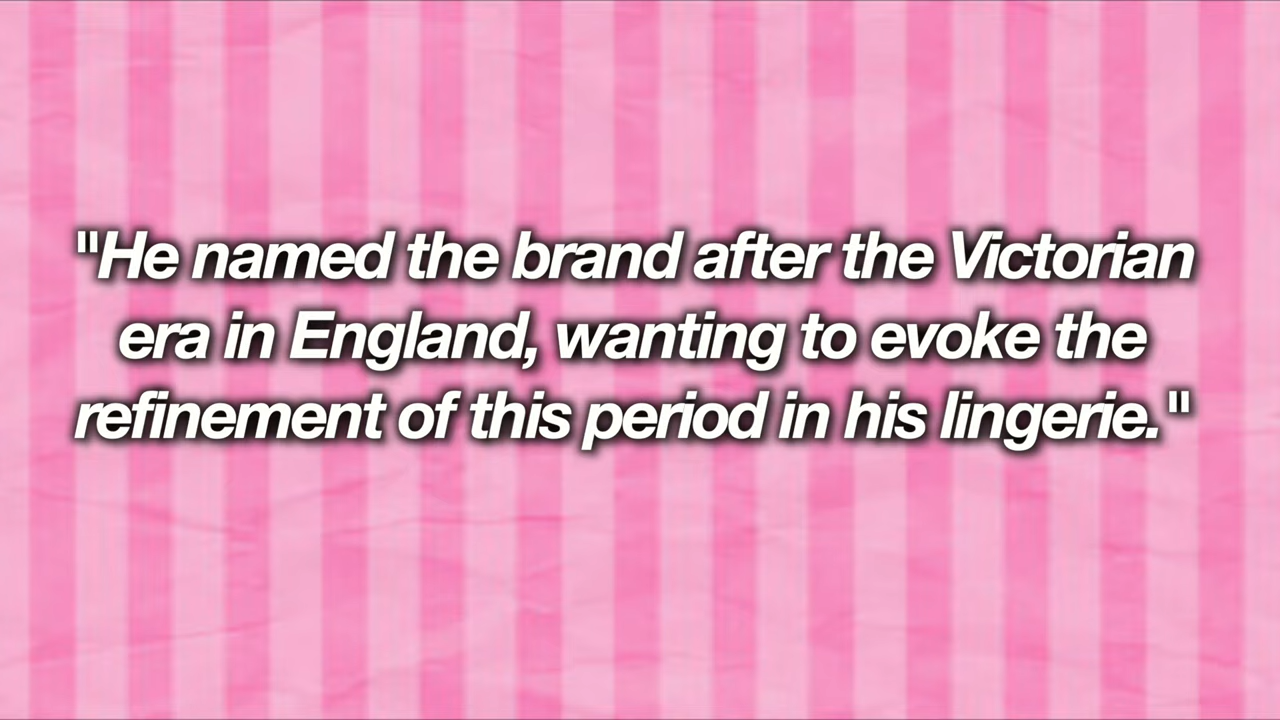 "He named the brand after the Victorian
era in England, wanting to evoke the
refinement of this period in his lingerie."